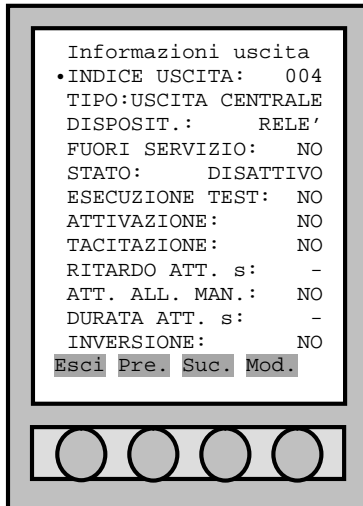 Informazioni uscita
•INDICE USCITA: 004
TIPO:USCITA CENTRALE
DISPOSIT.: RELE’
FUORI SERVIZIO: NO
STATO: DISATTIVO
ESECUZIONE TEST: NO
ATTIVAZIONE: NO
TACITAZIONE: NO
RITARDO ATT. s: -
ATT. ALL. MAN.: NO
DURATA ATT. s: -
INVERSIONE: NO
Esci Pre. Suc. Mod.